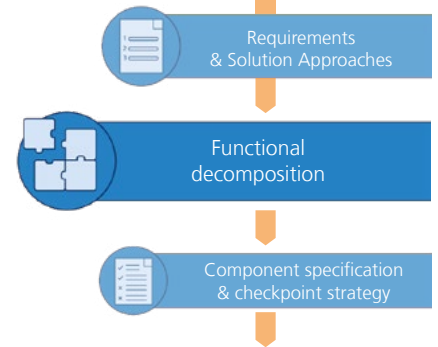 Requirements
& Solution Approaches
Functional
decomposition
Component specification
& checkpoint strategy